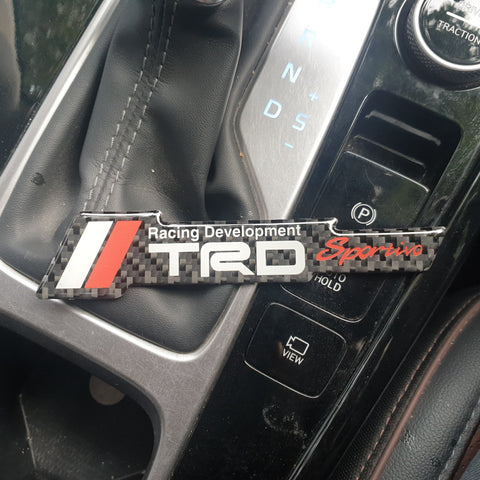 TRACTION
R
N
D
+
S
-
P
Racing Development
TRD Sportivo
HOLD
VIEW